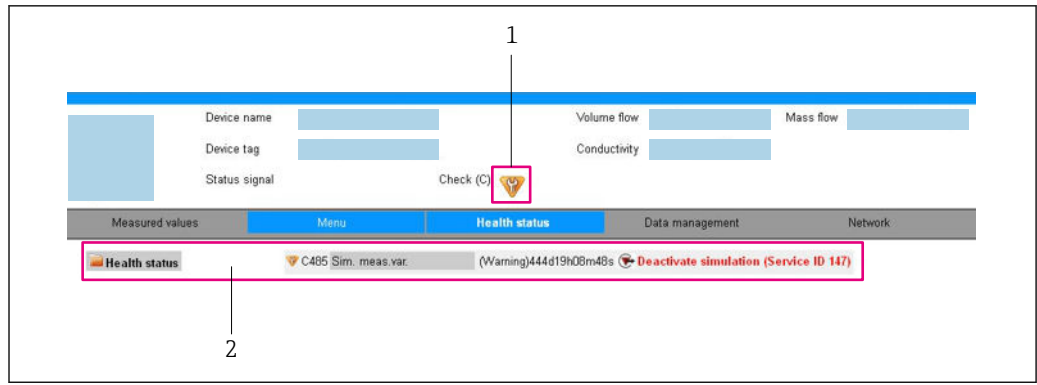 1
Device name Volume flow Mass flow
Device tag Conductivity
Status signal Check (C)
Measured values Menu Health status Data management Network
Health status C485 Sim. meas.var. (Warning)444d19h08m48s Deactivate simulation (Service ID 147)
2